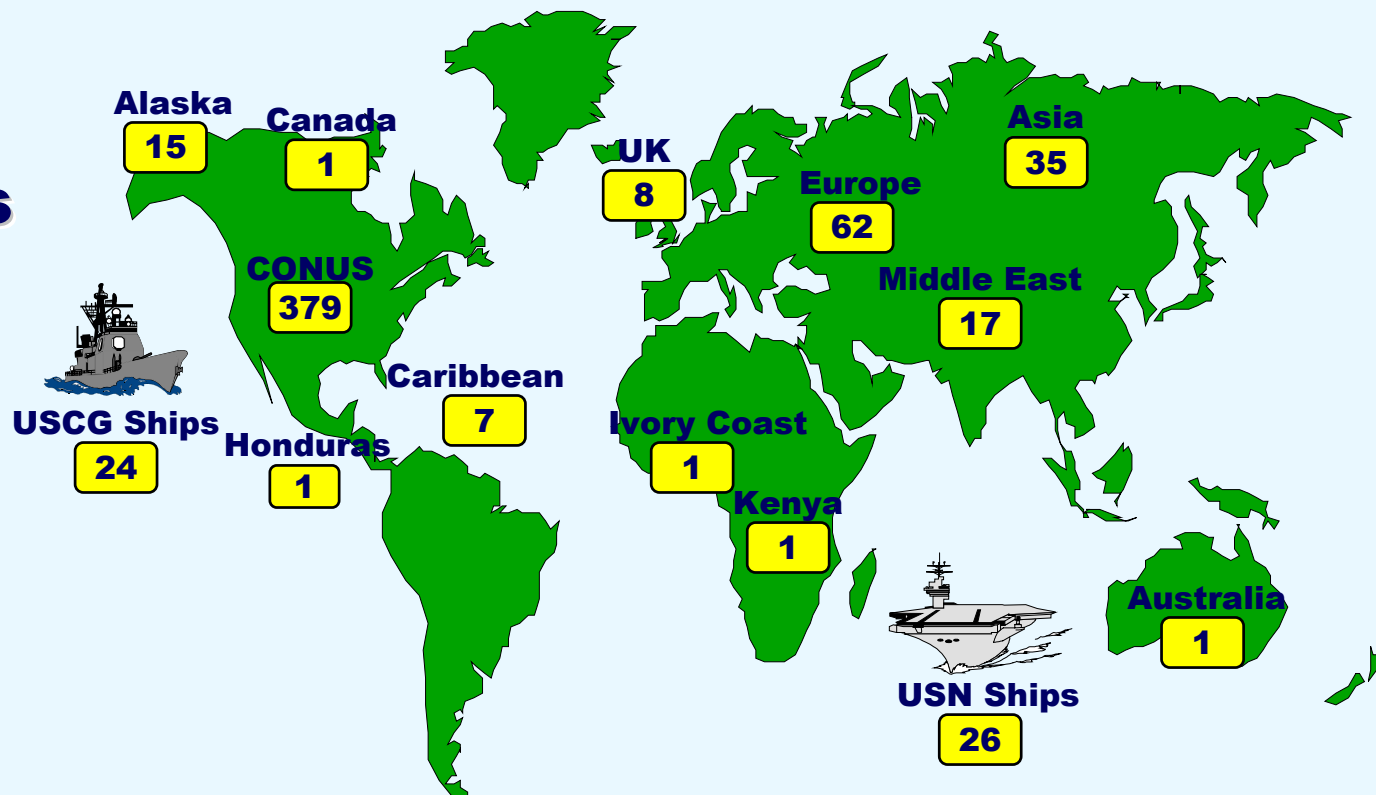 Alaska
15
Canada
1
Asia
35
UK
8
Europe
62
CONUS
379
Middle East
17
Caribbean
7
USCG Ships
24
Honduras
1
Ivory Coast
1
Kenya
1
Australia
1
USN Ships
26